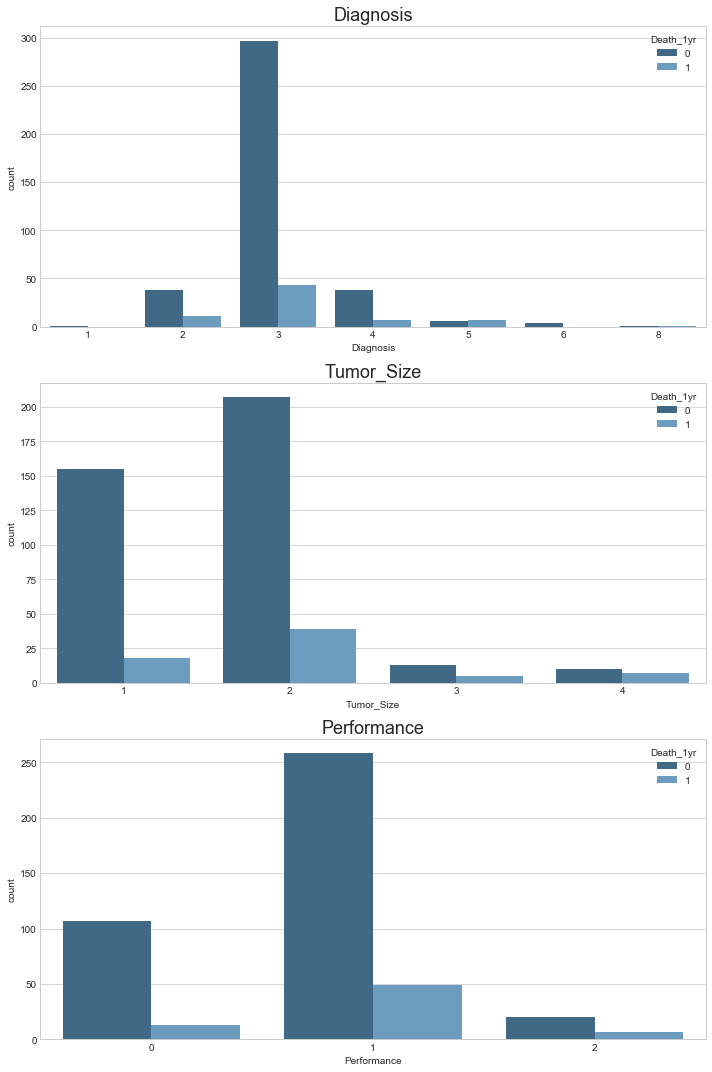 Diagnosis
Death_1yr
0
1
300
250
200
150
100
50
0
count
1 2 3 4 5 6 8
Diagnosis
Tumor_Size
Death_1yr
0
1
200
175
150
125
100
75
50
25
0
count
1 2 3 4
Tumor_Size
Performance
Death_1yr
0
1
250
200
150
100
50
0
count
0 1 2
Performance